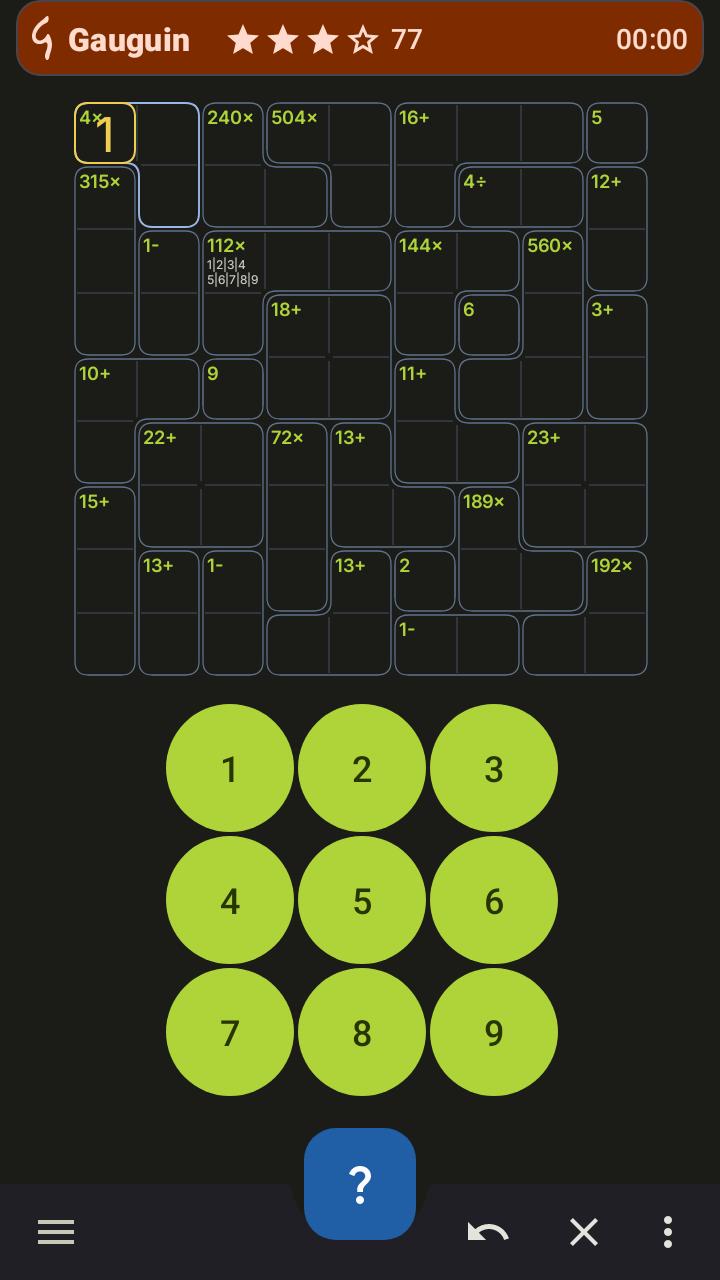 Gauguin 77 00:00
4× 240× 504× 16+ 5
1
315× 4÷ 12+
1- 112× 144× 560×
1|2|3|4
5|6|7|8|9
18+ 6 3+
10+ 9 11+
22+ 72× 13+ 23+
15+ 189×
13+ 1- 13+ 2 192×
1-
1 2 3
4 5 6
7 8 9
?